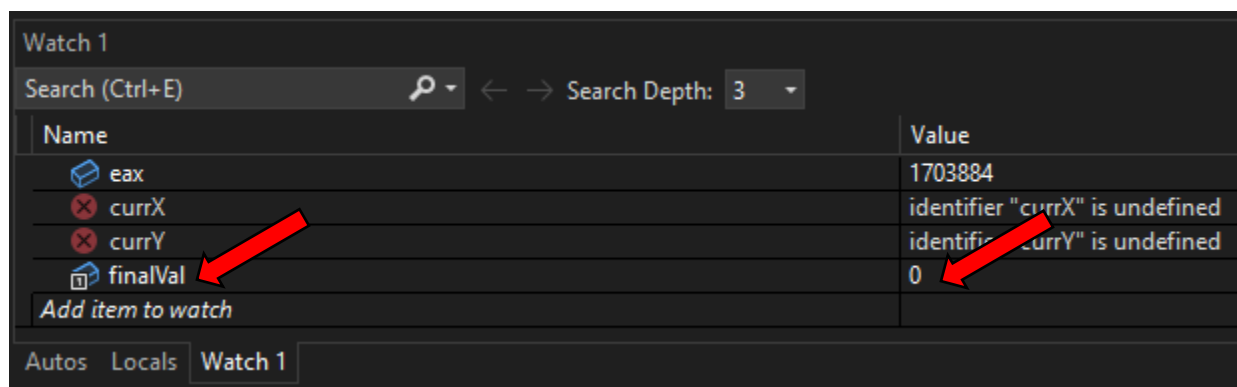 Watch 1
Search (Ctrl+E) Search Depth: 3
Name Value
eax 1703884
currX identifier "currX" is undefined
currY identifier "currY" is undefined
1 finalVal 0
Add item to watch
Autos Locals Watch 1